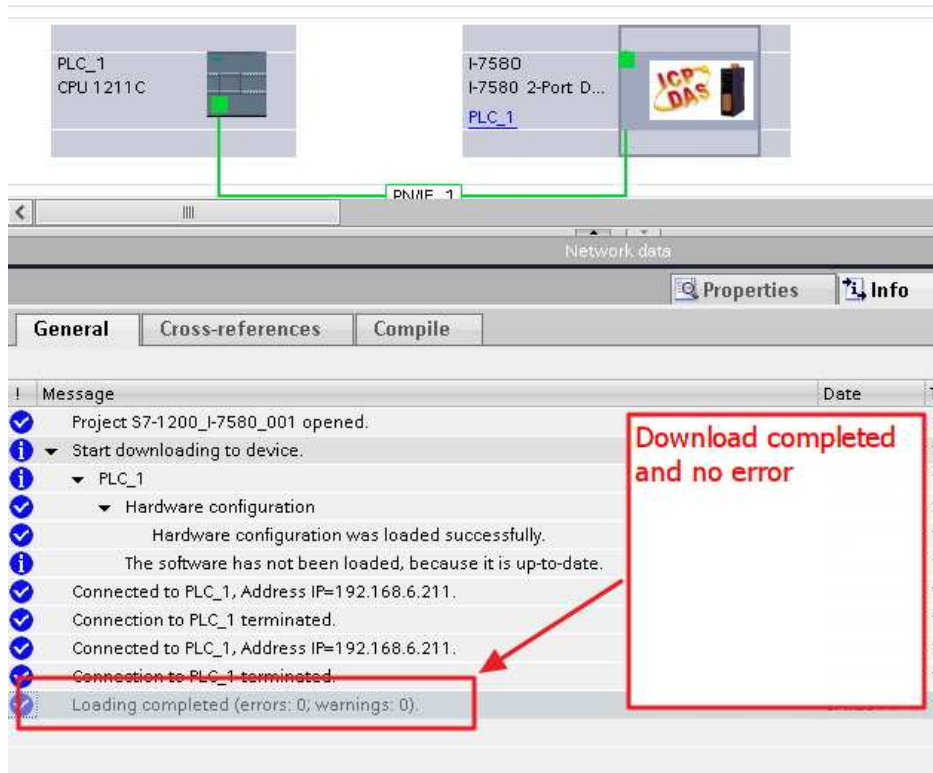 PLC_1
CPU 1211C
I-7580
I-7580 2-Port D...
PLC_1
ICP
DAS
PN/IE_1
Network data
Properties
Info
General
Cross-references
Compile
! Message
Date
Project S7-1200_I-7580_001 opened.
Start downloading to device.
PLC_1
Hardware configuration
Hardware configuration was loaded successfully.
The software has not been loaded, because it is up-to-date.
Connected to PLC_1, Address IP=192.168.6.211.
Connection to PLC_1 terminated.
Connected to PLC_1, Address IP=192.168.6.211.
Connection to PLC_1 terminated.
Loading completed (errors: 0; warnings: 0).
Download completed
and no error